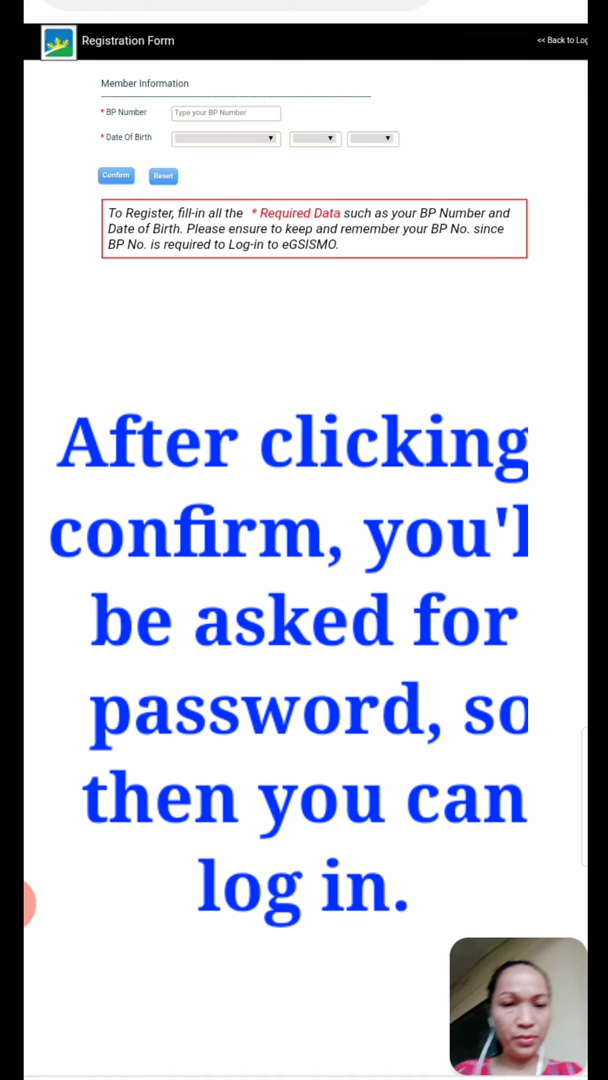 Registration Form
<< Back to Log
Member Information
* BP Number
Type your BP Number
* Date Of Birth
Confirm
Reset
To Register, fill-in all the * Required Data such as your BP Number and
Date of Birth. Please ensure to keep and remember your BP No. since
BP No. is required to Log-in to eGSISMO.
After clicking
confirm, you'l
be asked for
password, so
then you can
log in.